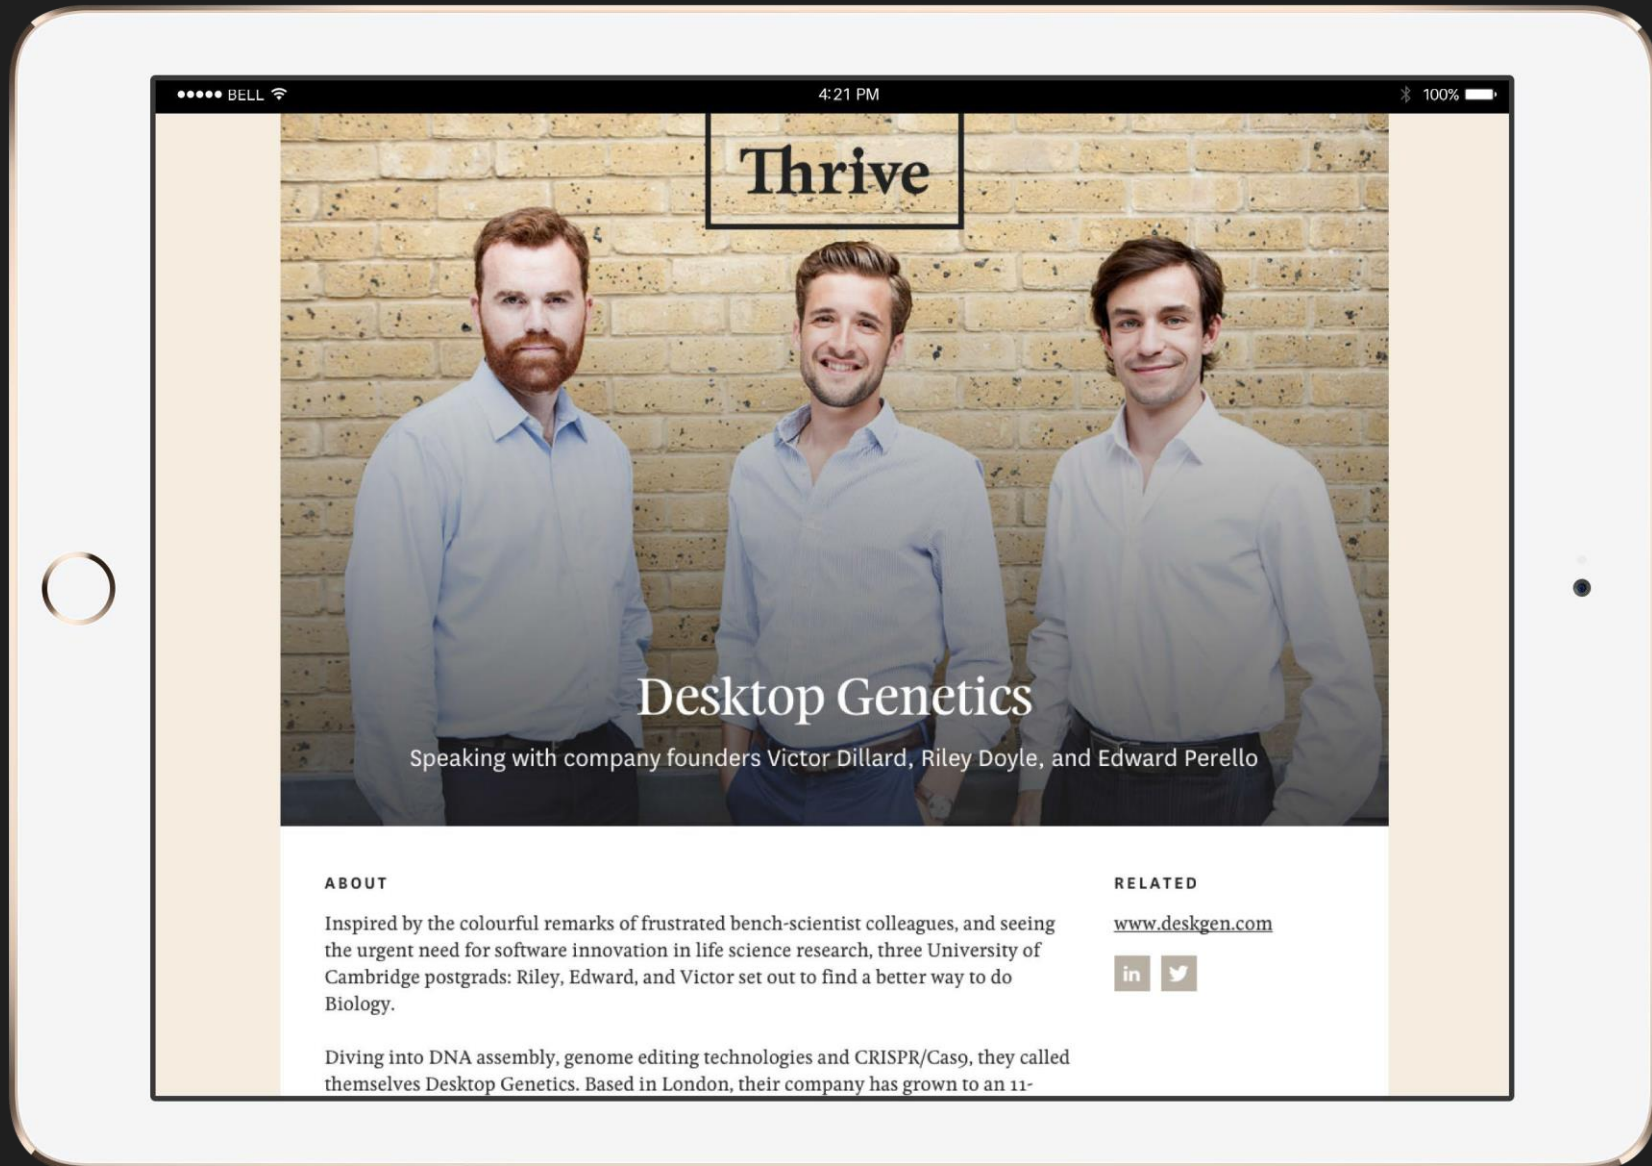 BELL 4:21 PM 100%
Thrive
Desktop Genetics
Speaking with company founders Victor Dillard, Riley Doyle, and Edward Perello
ABOUT
Inspired by the colourful remarks of frustrated bench-scientist colleagues, and seeing
the urgent need for software innovation in life science research, three University of
Cambridge postgrads: Riley, Edward, and Victor set out to find a better way to do
Biology.
Diving into DNA assembly, genome editing technologies and CRISPR/Cas9, they called
themselves Desktop Genetics. Based in London, their company has grown to an 11-
RELATED
www.deskgen.com
in